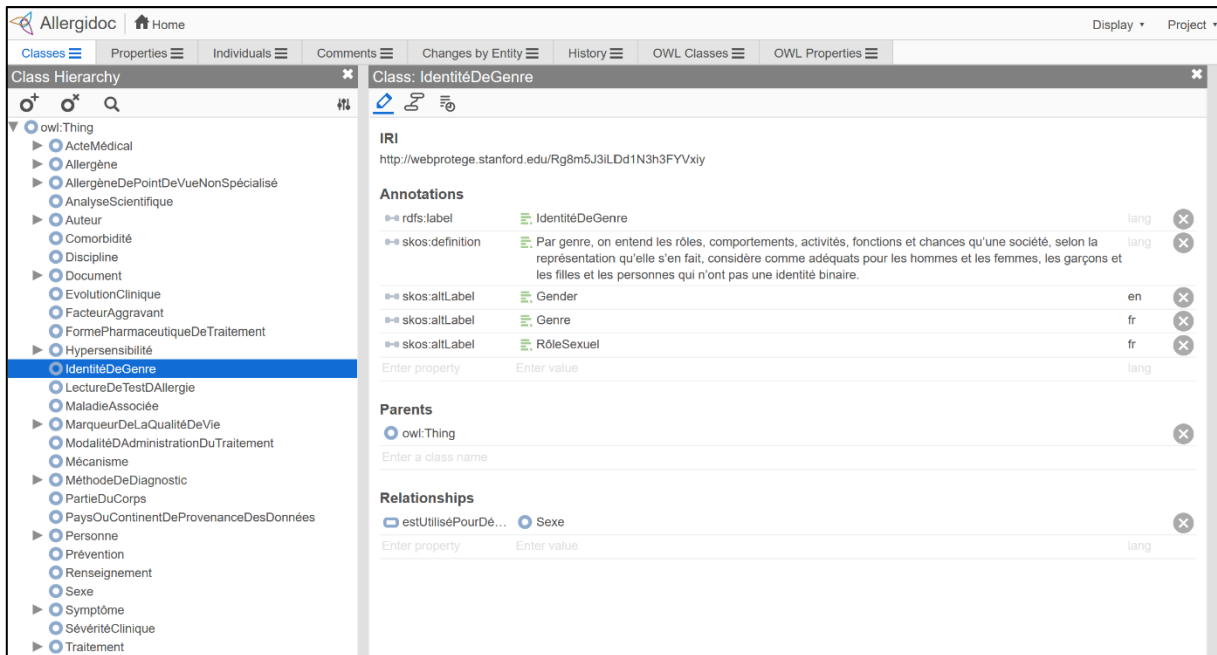 Allergidoc Home Display Project
Classes Properties Individuals Comments Changes by Entity History OWL Classes OWL Properties
Class Hierarchy
owl:Thing
ActeMédical
Allergène
AllergèneDePointDeVueNonSpécialisé
AnalyseScientifique
Auteur
Comorbidité
Discipline
Document
EvolutionClinique
FacteurAggravant
FormePharmaceutiqueDeTraitement
Hypersensibilité
IdentitéDeGenre
LectureDeTestDAllergie
MaladieAssociée
MarqueurDeLaQualitéDeVie
ModalitéDAdministrationDuTraitement
Mécanisme
MéthodeDeDiagnostic
PartieDuCorps
PaysOuContinentDeProvenanceDesDonnées
Personne
Prévention
Renseignement
Sexe
Symptôme
SévéritéClinique
Traitement
Class: IdentitéDeGenre
IRI
http://webprotege.stanford.edu/Rg8m5J3iLDd1N3h3FYVxiy
Annotations
rdfs:label IdentitéDeGenre lang
skos:definition Par genre, on entend les rôles, comportements, activités, fonctions et chances qu'une société, selon la lang
représentation qu'elle s'en fait, considère comme adéquats pour les hommes et les femmes, les garçons et
les filles et les personnes qui n'ont pas une identité binaire.
skos:altLabel Gender en
skos:altLabel Genre fr
skos:altLabel RôleSexuel fr
Enter property Enter value lang
Parents
owl:Thing
Enter a class name
Relationships
estUtiliséPourDé... Sexe
Enter property Enter value lang